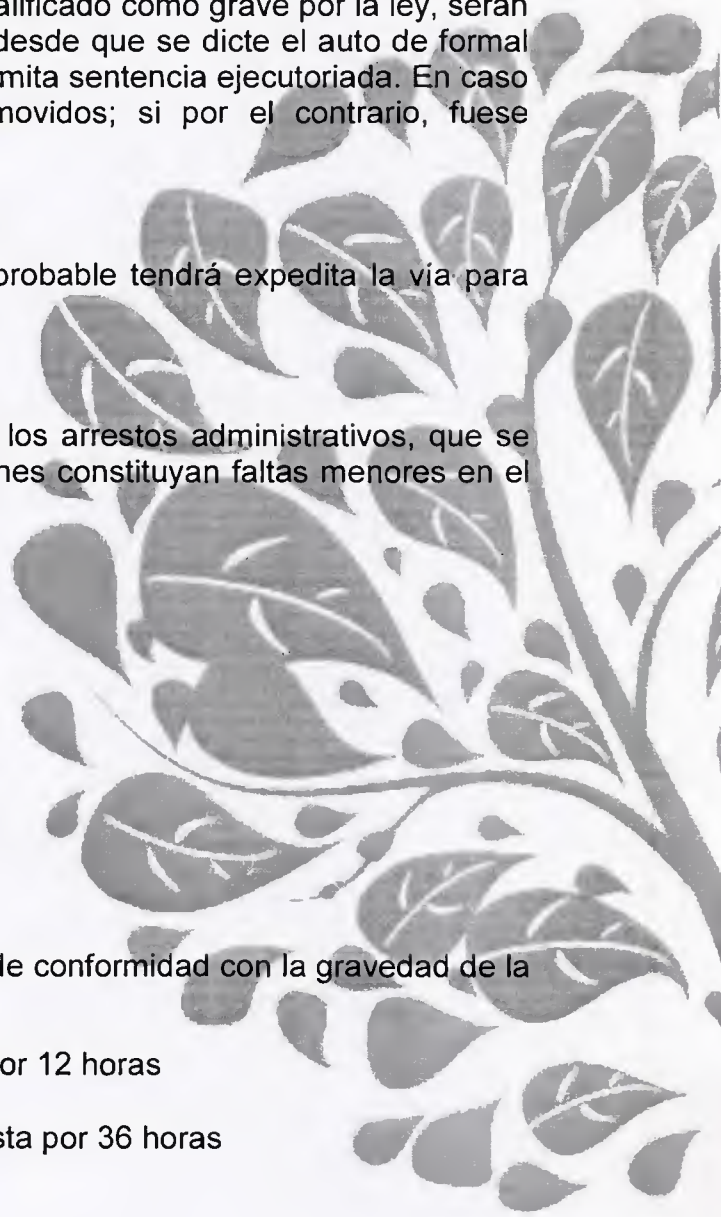 alificado como grave por la ley, serán
desde que se dicte el auto de formal
mita sentencia ejecutoriada. En caso
movidos; si por el contrario, fuese
probable tendrá expedita la vía para
los arrestos administrativos, que se
nes constituyan faltas menores en el
de conformidad con la gravedad de la
or 12 horas
sta por 36 horas